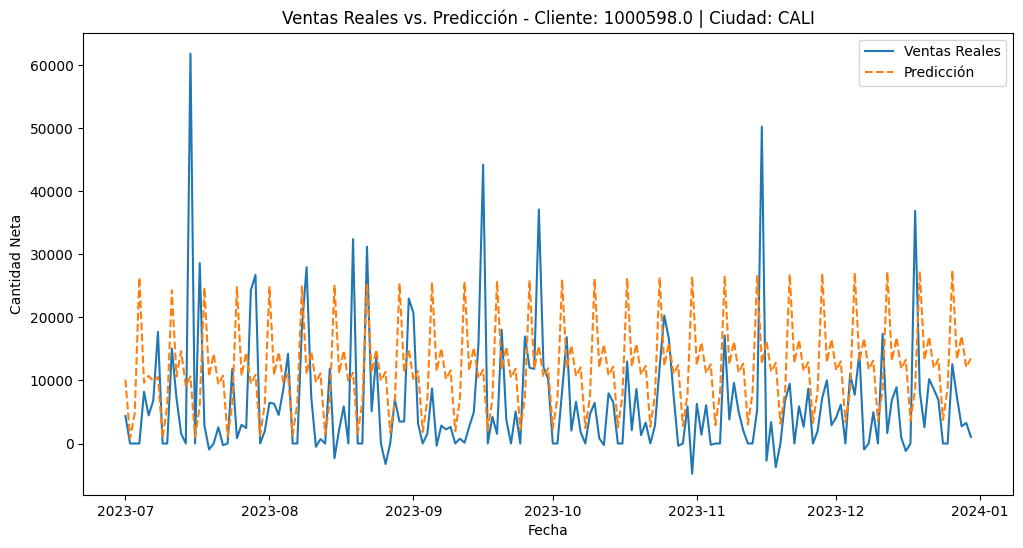 Ventas Reales vs. Predicción - Cliente: 1000598.0 | Ciudad: CALI
Ventas Reales
Predicción
60000
50000
40000
30000
20000
10000
0
Cantidad Neta
2023-07
2023-08
2023-09
2023-10
2023-11
2023-12
2024-01
Fecha